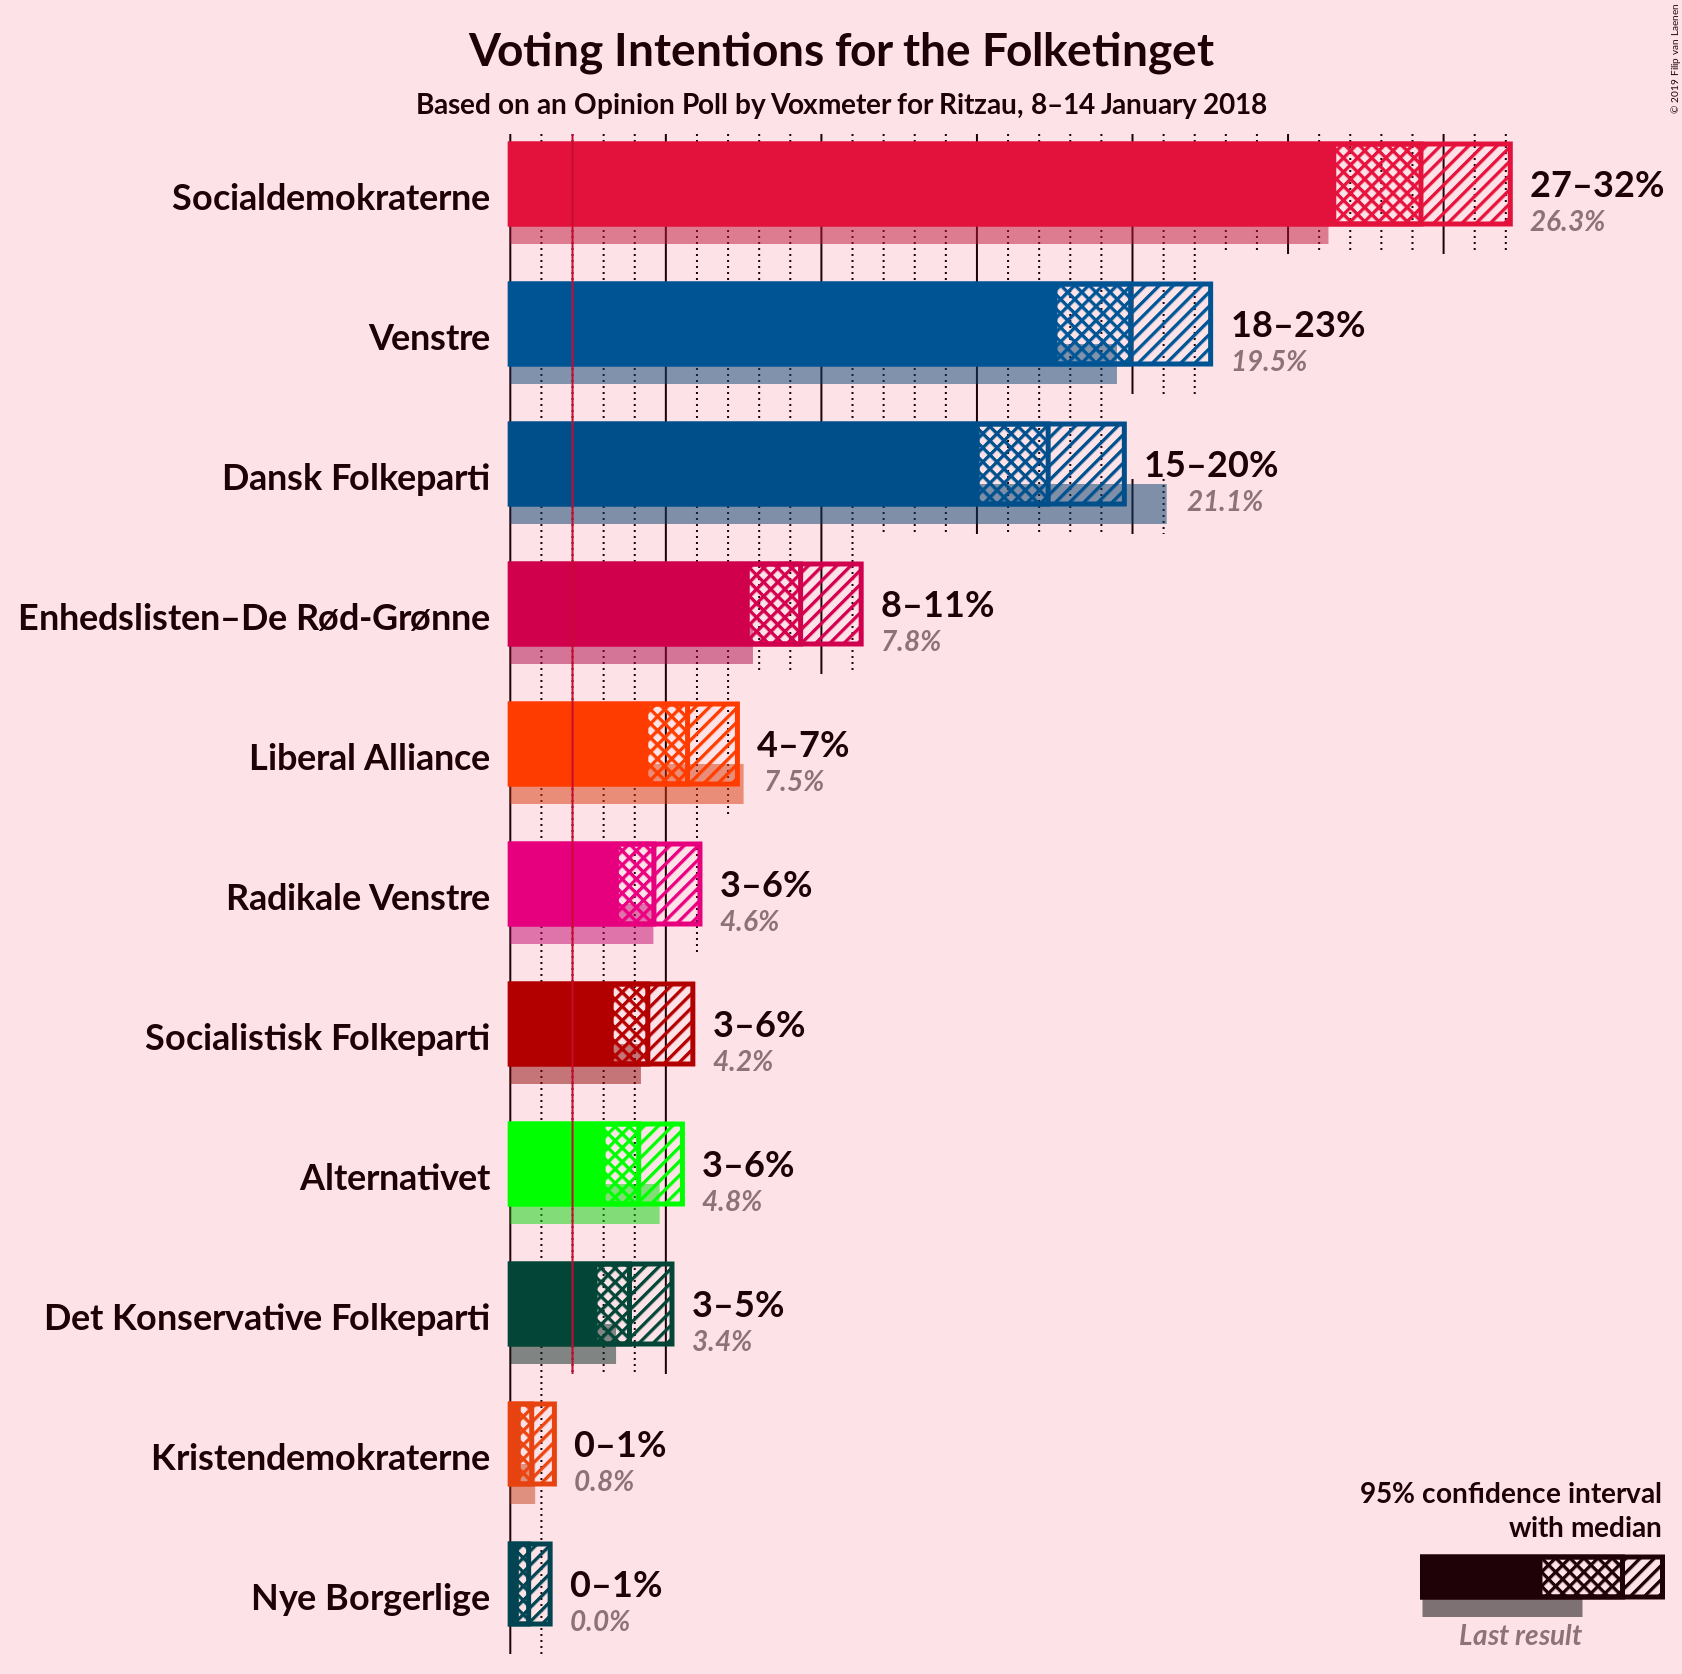 Voting Intentions for the Folketinget
Based on an Opinion Poll by Voxmeter for Ritzau, 8–14 January 2018
© 2019 Filip van Laenen
Socialdemokraterne
27–32%
26.3%
Venstre
18–23%
19.5%
Dansk Folkeparti
15–20%
21.1%
Enhedslisten–De Rød-Grønne
8–11%
7.8%
Liberal Alliance
4–7%
7.5%
Radikale Venstre
3–6%
4.6%
Socialistisk Folkeparti
3–6%
4.2%
Alternativet
3–6%
4.8%
Det Konservative Folkeparti
3–5%
3.4%
Kristendemokraterne
0–1%
0.8%
Nye Borgerlige
0–1%
0.0%
95% confidence interval
with median
Last result